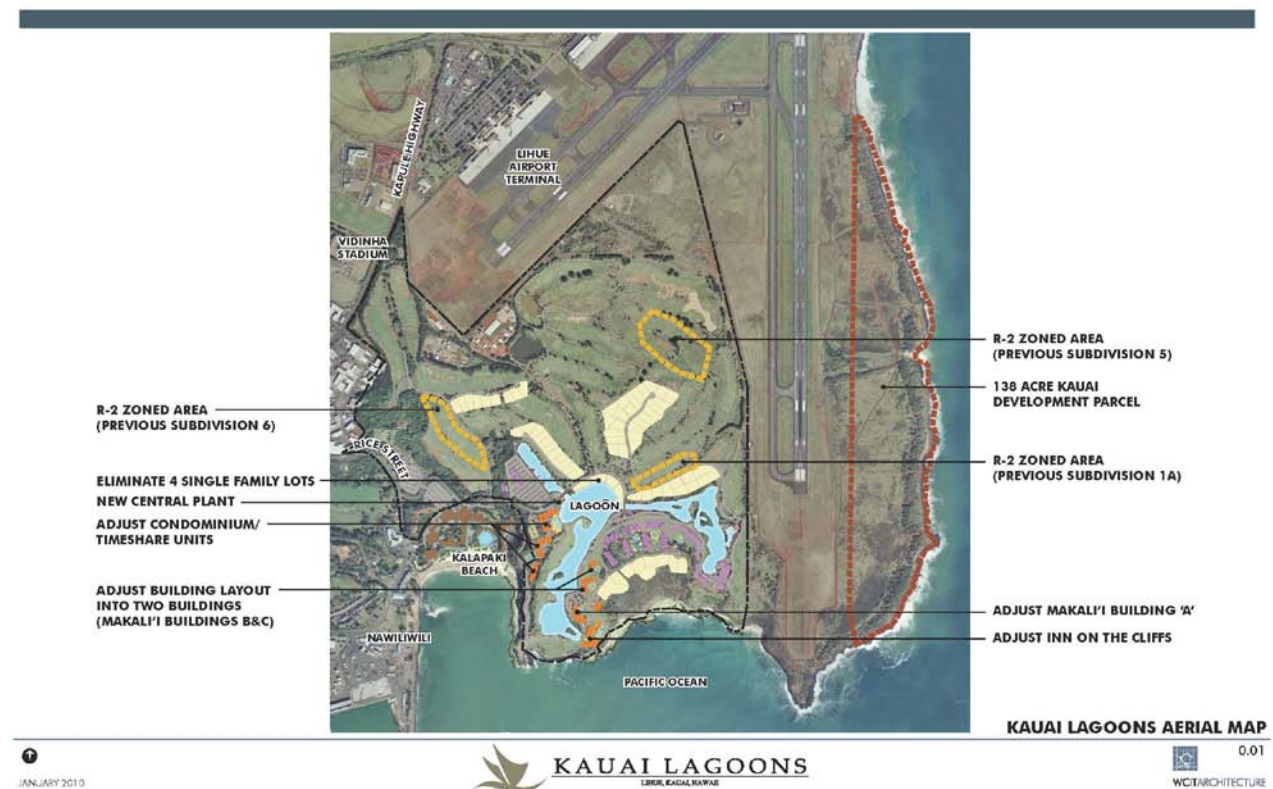 KAPULE HIGHWAY
LIHUE
AIRPORT
TERMINAL
VIDINHA
STADIUM
R-2 ZONED AREA
(PREVIOUS SUBDIVISION 5)
138 ACRE KAUAI
DEVELOPMENT PARCEL
R-2 ZONED AREA
(PREVIOUS SUBDIVISION 6)
RICE STREET
R-2 ZONED AREA
(PREVIOUS SUBDIVISION 1A)
ELIMINATE 4 SINGLE FAMILY LOTS
NEW CENTRAL PLANT
LAGOON
ADJUST CONDOMINIUM/
TIMESHARE UNITS
KALAPAKI
BEACH
ADJUST BUILDING LAYOUT
INTO TWO BUILDINGS
(MAKALI'I BUILDINGS B&C)
ADJUST MAKALI'I BUILDING 'A'
NAWILIWILI
ADJUST INN ON THE CLIFFS
PACIFIC OCEAN
KAUAI LAGOONS AERIAL MAP
JANUARY 2010
KAUAI LAGOONS
LIHUE, KAUAI, HAWAII
0.01
WCITARCHITECTURE